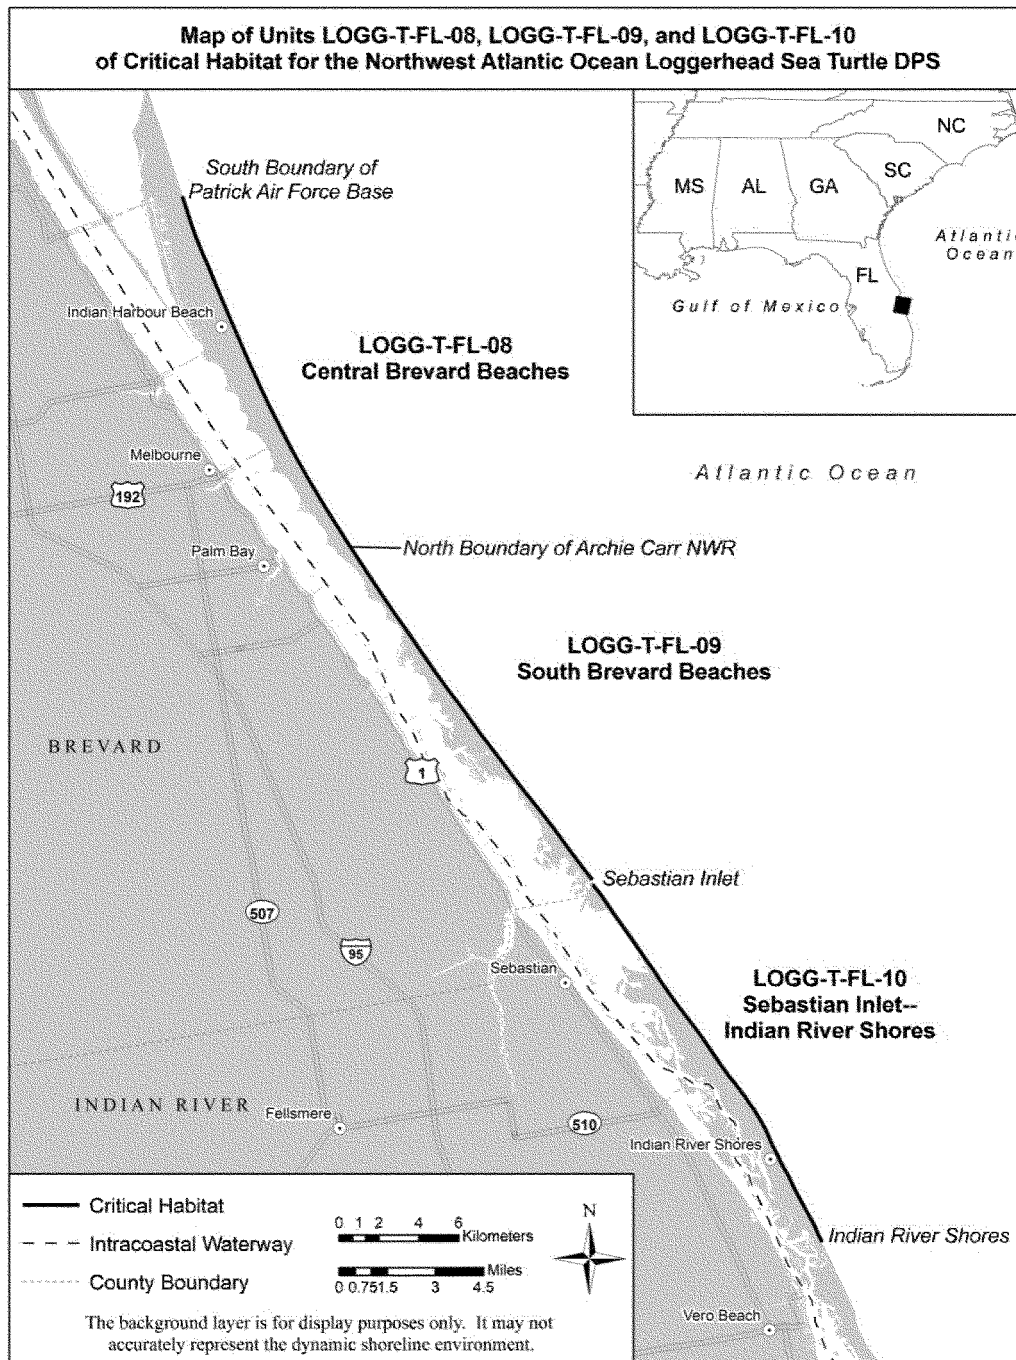 Map of Units LOGG-T-FL-08, LOGG-T-FL-09, and LOGG-T-FL-10
of Critical Habitat for the Northwest Atlantic Ocean Loggerhead Sea Turtle DPS
South Boundary of
Patrick Air Force Base
NC
SC
MS
AL
GA
Atlantic
Ocean
FL
Gulf of Mexico
Indian Harbour Beach
LOGG-T-FL-08
Central Brevard Beaches
Melbourne
Atlantic Ocean
192
North Boundary of Archie Carr NWR
Palm Bay
LOGG-T-FL-09
South Brevard Beaches
BREVARD
1
Sebastian Inlet
507
95
Sebastian
LOGG-T-FL-10
Sebastian Inlet--
Indian River Shores
INDIAN RIVER
Fellsmere
510
Indian River Shores
Indian River Shores
Vero Beach
Critical Habitat
Intracoastal Waterway
County Boundary
0 1 2 4 6
Kilometers
Miles
0 0.75 1.5 3 4.5
N
The background layer is for display purposes only. It may not
accurately represent the dynamic shoreline environment.